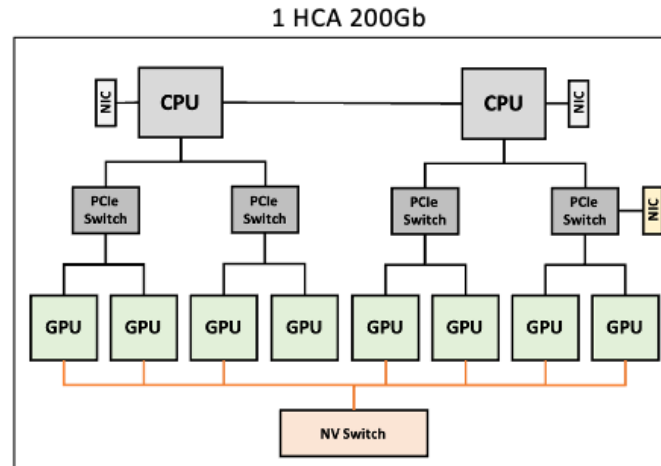 1 HCA 200Gb
NIC
CPU
CPU
NIC
PCIe
Switch
PCIe
Switch
PCIe
Switch
PCIe
Switch
NIC
GPU
GPU
GPU
GPU
GPU
GPU
GPU
GPU
NV Switch